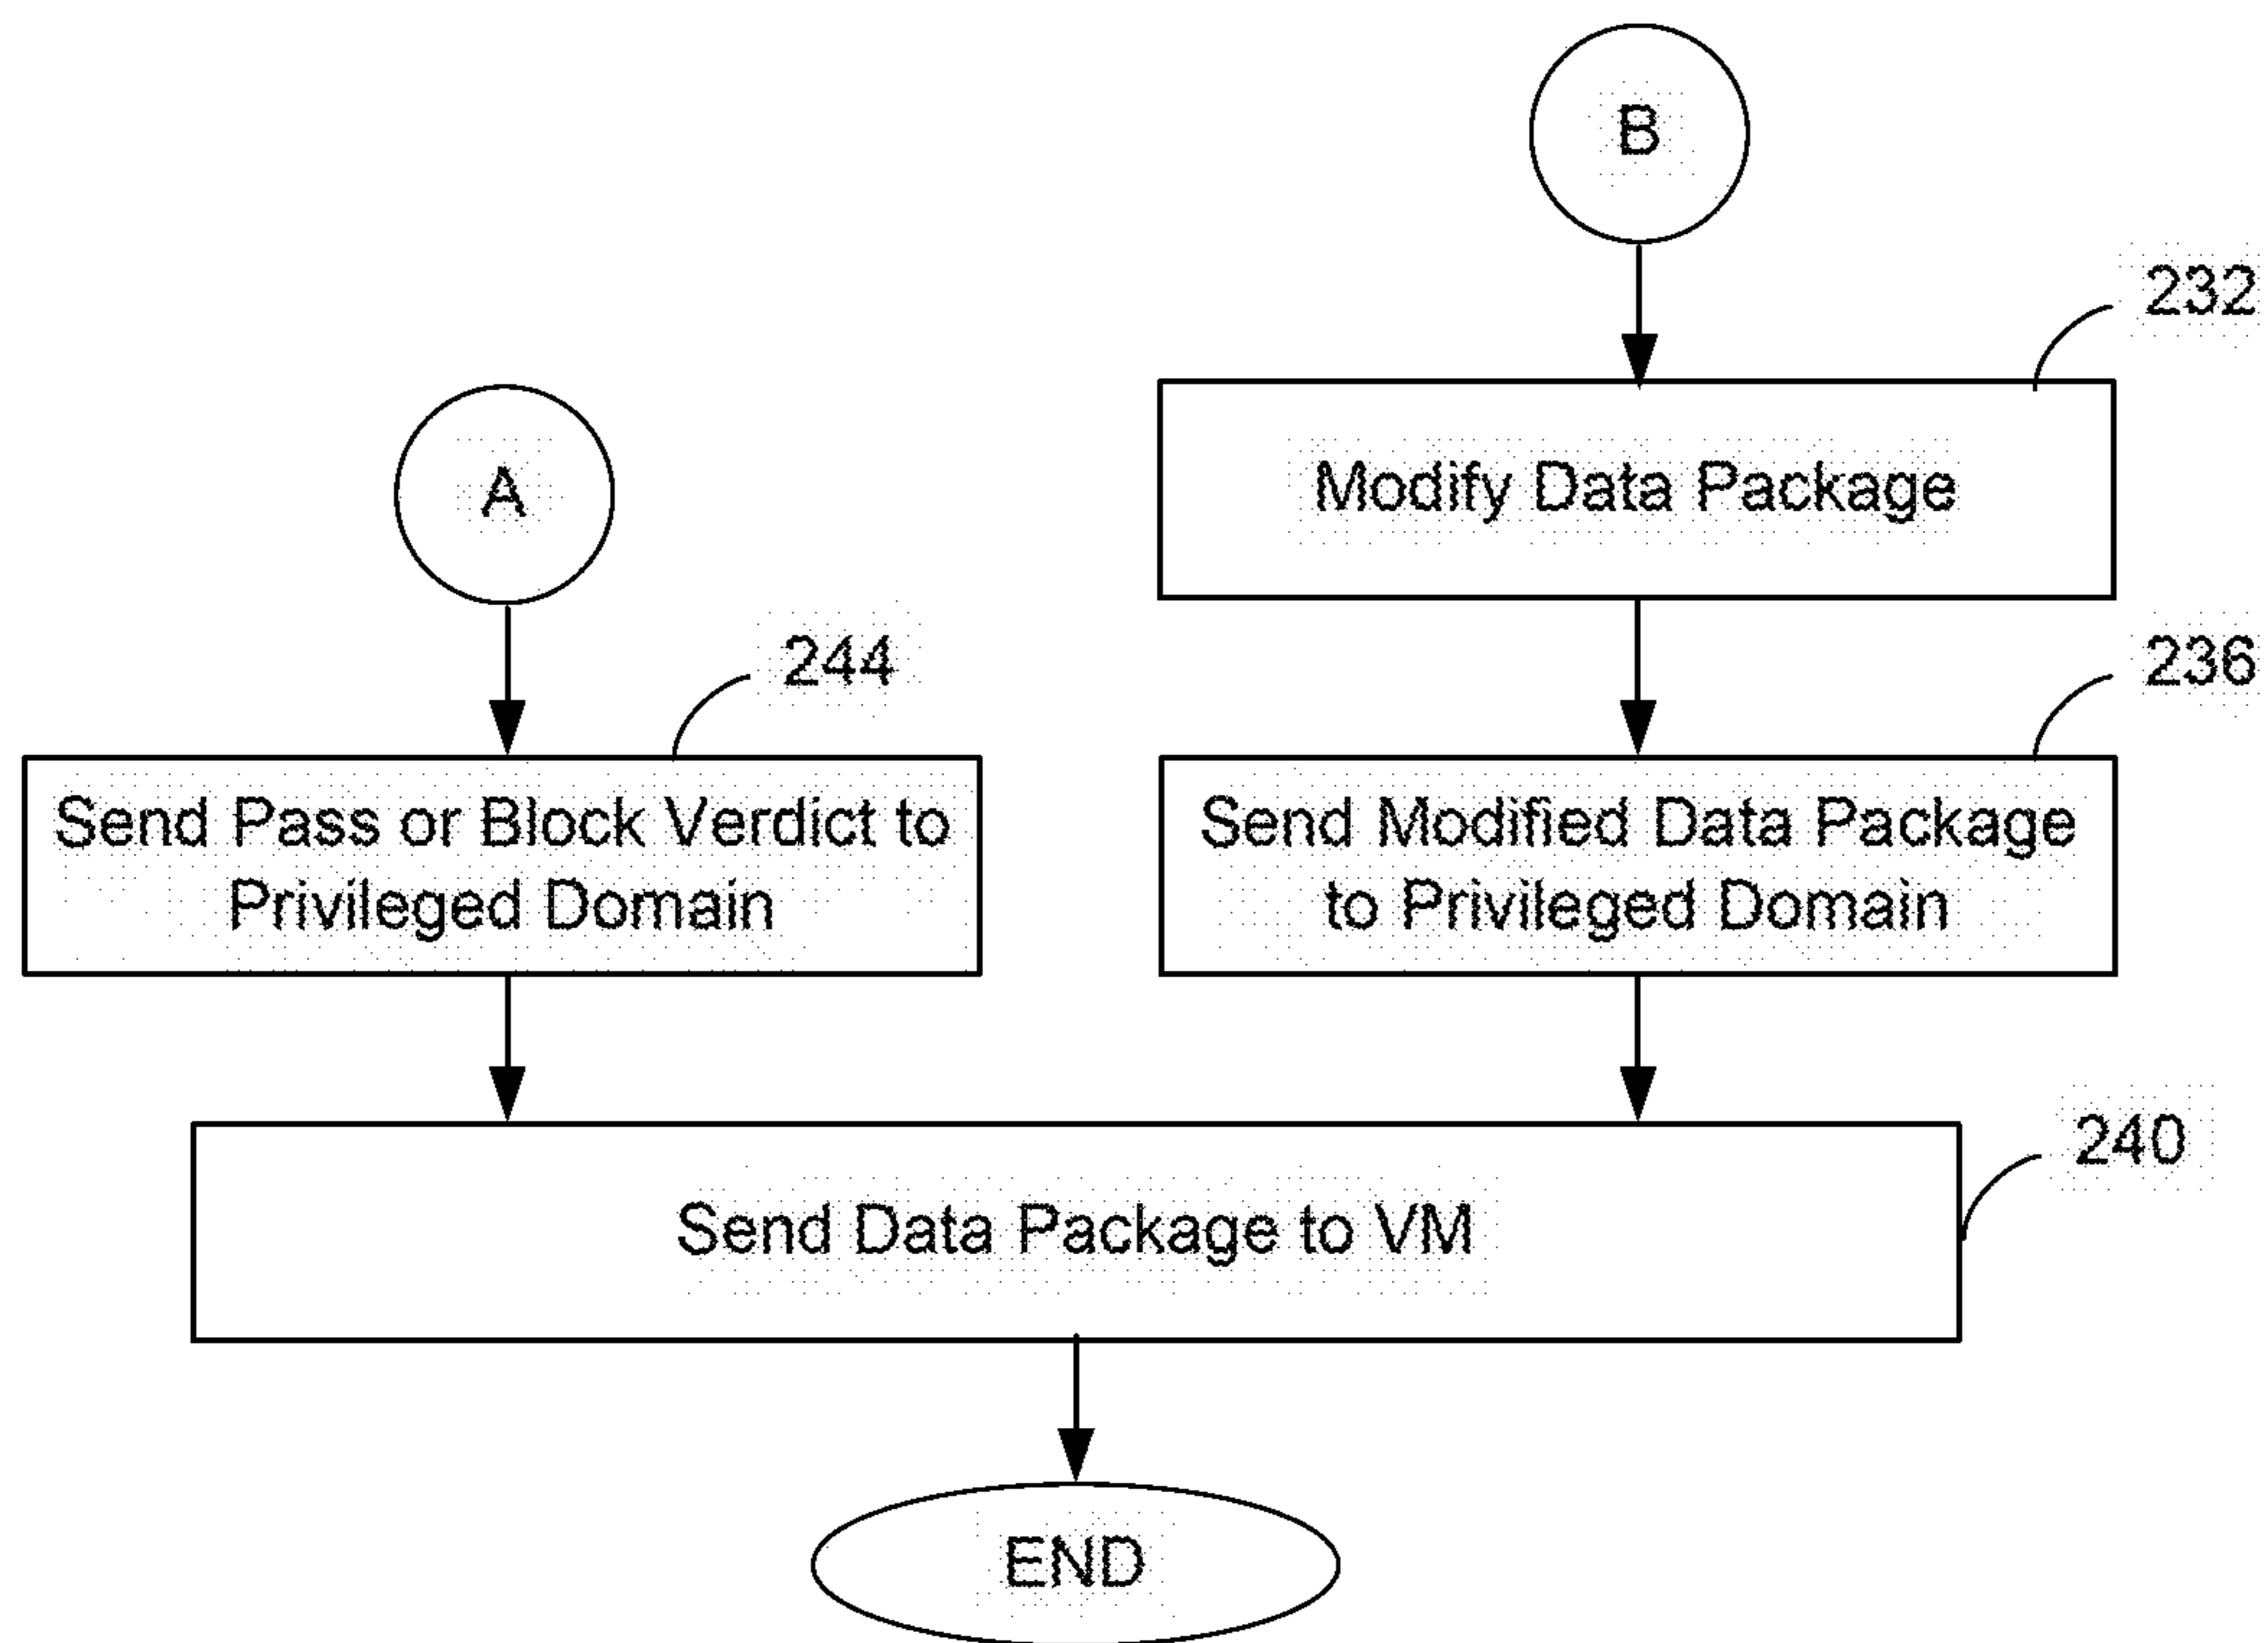 B
232
Modify Data Package
A
244
236
Send Pass or Block Verdict to
Privileged Domain
Send Modified Data Package
to Privileged Domain
240
Send Data Package to VM
END